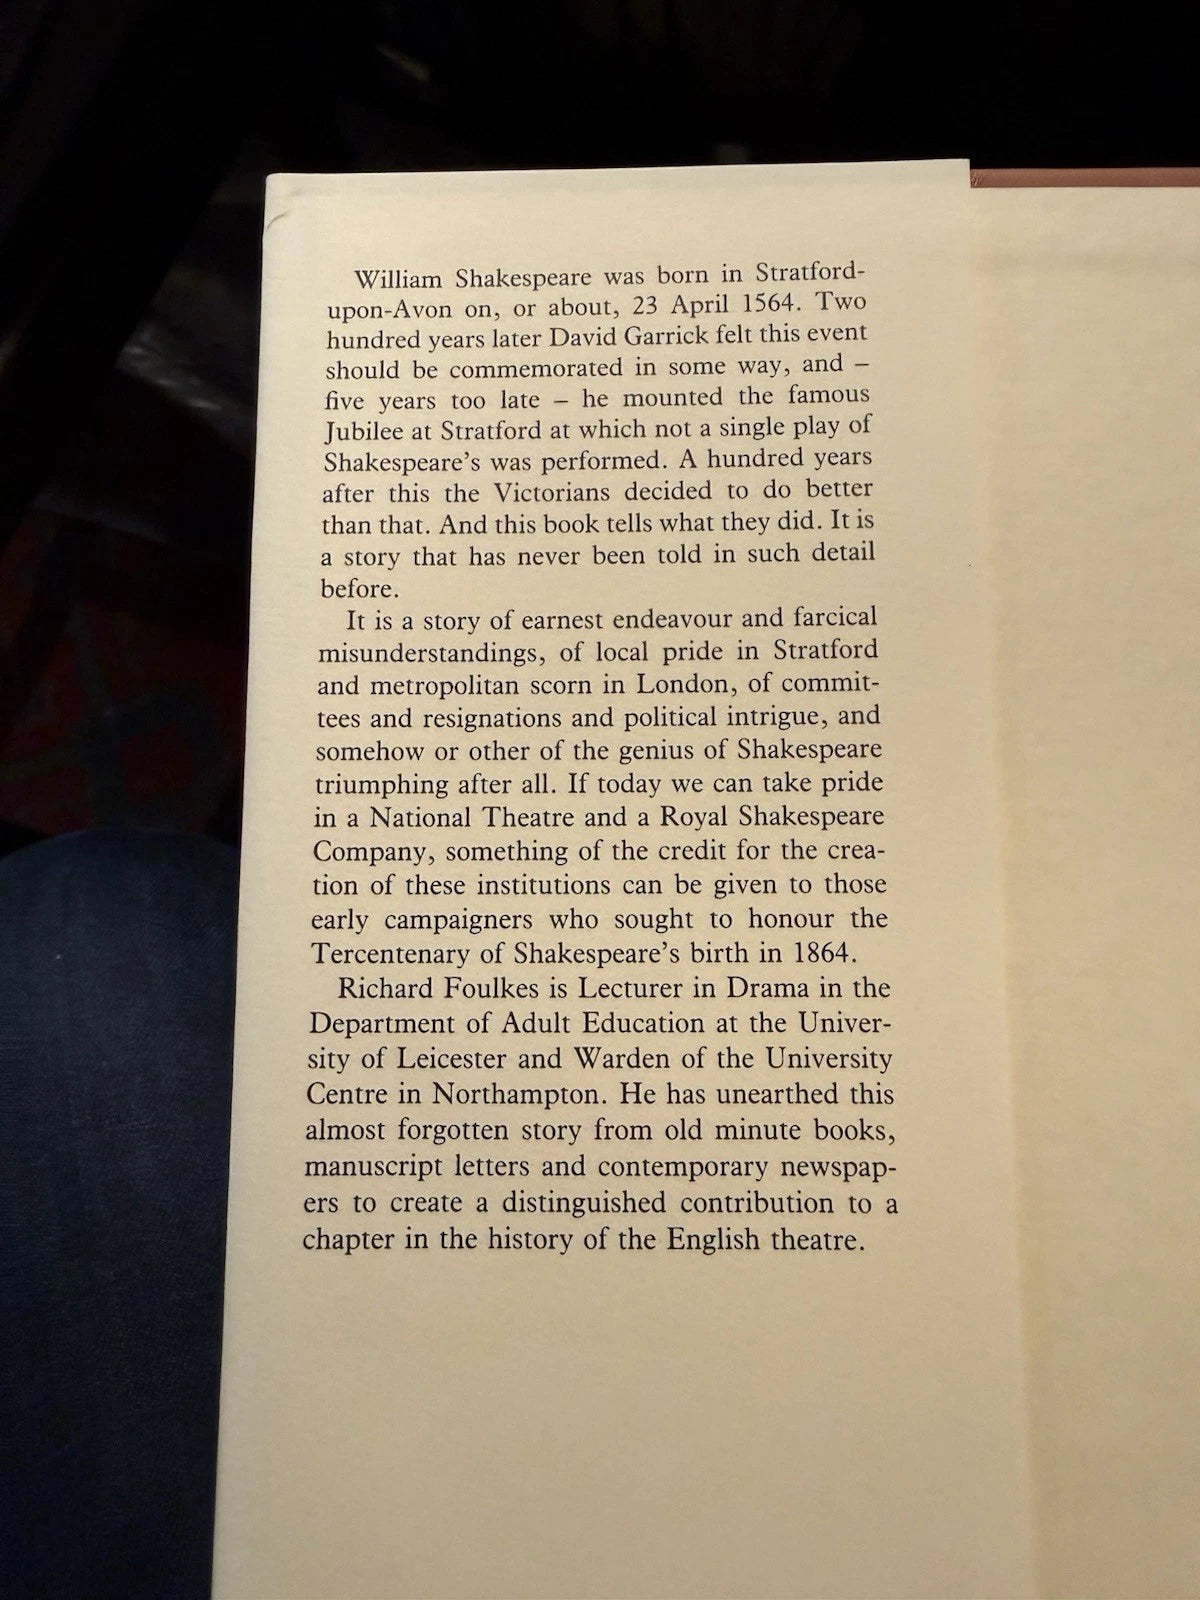 William Shakespeare was born in Stratford-
upon-Avon on, or about, 23 April 1564. Two
hundred years later David Garrick felt this event
should be commemorated in some way, and –
five years too late – he mounted the famous
Jubilee at Stratford at which not a single play of
Shakespeare's was performed. A hundred years
after this the Victorians decided to do better
than that. And this book tells what they did. It is
a story that has never been told in such detail
before.
It is a story of earnest endeavour and farcical
misunderstandings, of local pride in Stratford
and metropolitan scorn in London, of commit-
tees and resignations and political intrigue, and
somehow or other of the genius of Shakespeare
triumphing after all. If today we can take pride
in a National Theatre and a Royal Shakespeare
Company, something of the credit for the crea-
tion of these institutions can be given to those
early campaigners who sought to honour the
Tercentenary of Shakespeare's birth in 1864.
Richard Foulkes is Lecturer in Drama in the
Department of Adult Education at the Univer-
sity of Leicester and Warden of the University
Centre in Northampton. He has unearthed this
almost forgotten story from old minute books,
manuscript letters and contemporary newspap-
ers to create a distinguished contribution to a
chapter in the history of the English theatre.